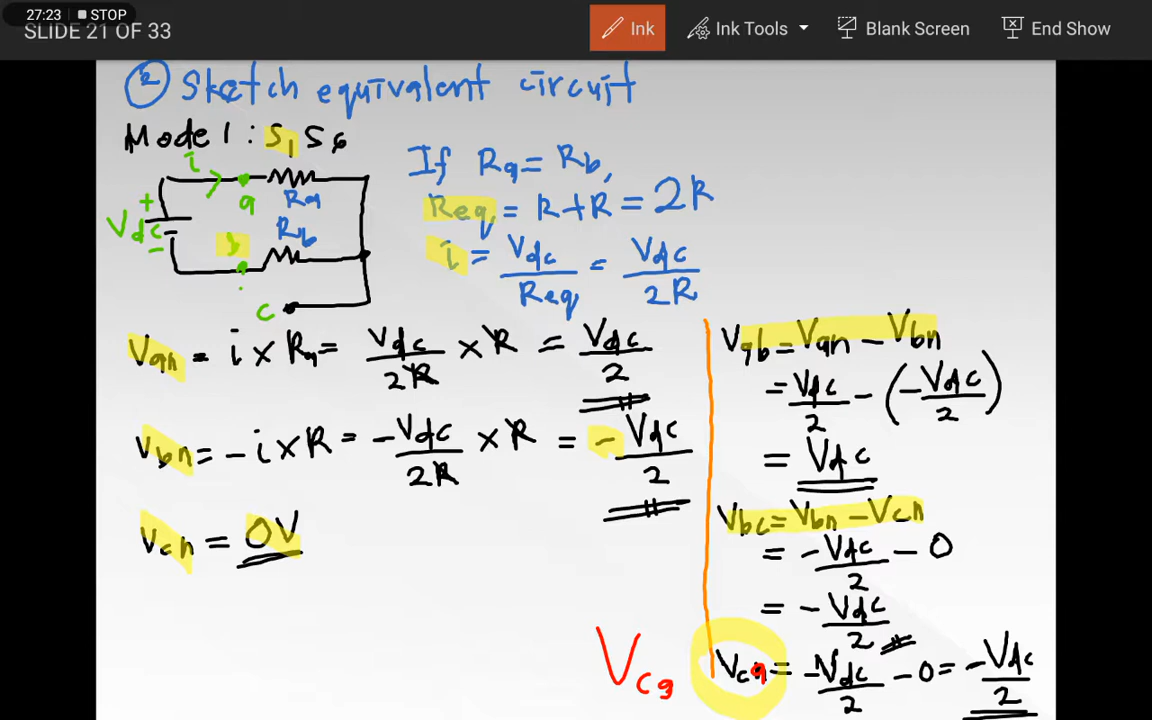 27:23 STOP
SLIDE 21 OF 33
Ink
Ink Tools
Blank Screen
End Show
② Sketch equivalent circuit
Mode 1 : S1 S6
i
+
Vdc
−
a
Ra
b
Rb
c
If Ra = Rb,
Req = R+R = 2R
i = Vdc/Req = Vdc/2R
Van = i × Ra = Vdc/2R × R = Vdc/2
Vbn = −i × R = −Vdc/2R × R = −Vdc/2
Vcn = 0V
Vab = Van − Vbn
= Vdc/2 − (−Vdc/2)
= Vdc
Vbc = Vbn − Vcn
= −Vdc/2 − 0
= −Vdc/2
Vca = −Vdc/2 − 0 = −Vdc/2
Vca